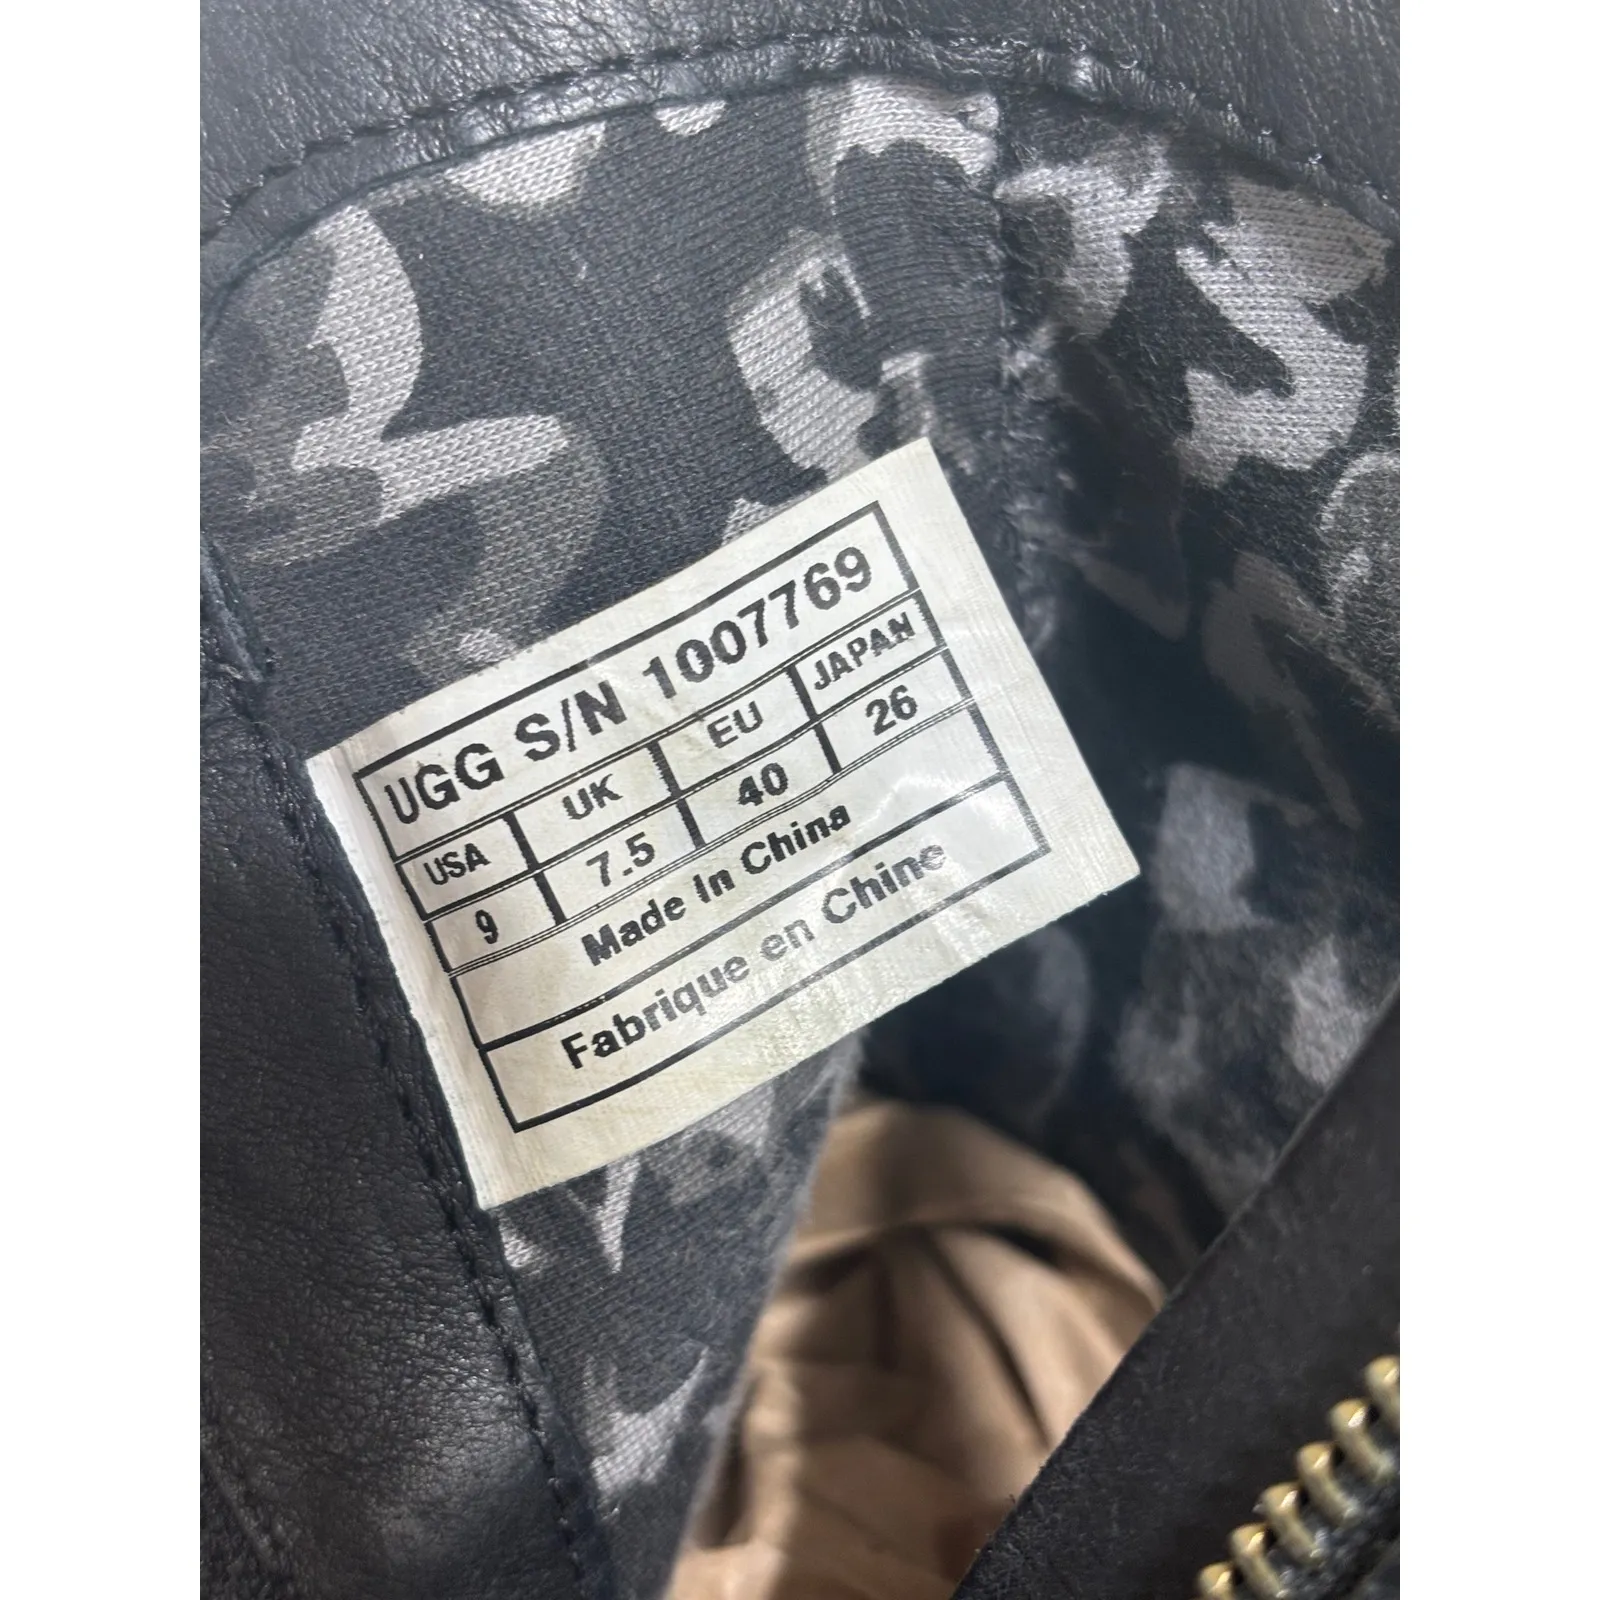 UGG S/N 1007769
USA UK EU JAPAN
9 7.5 40 26
Made In China
Fabrique en Chine